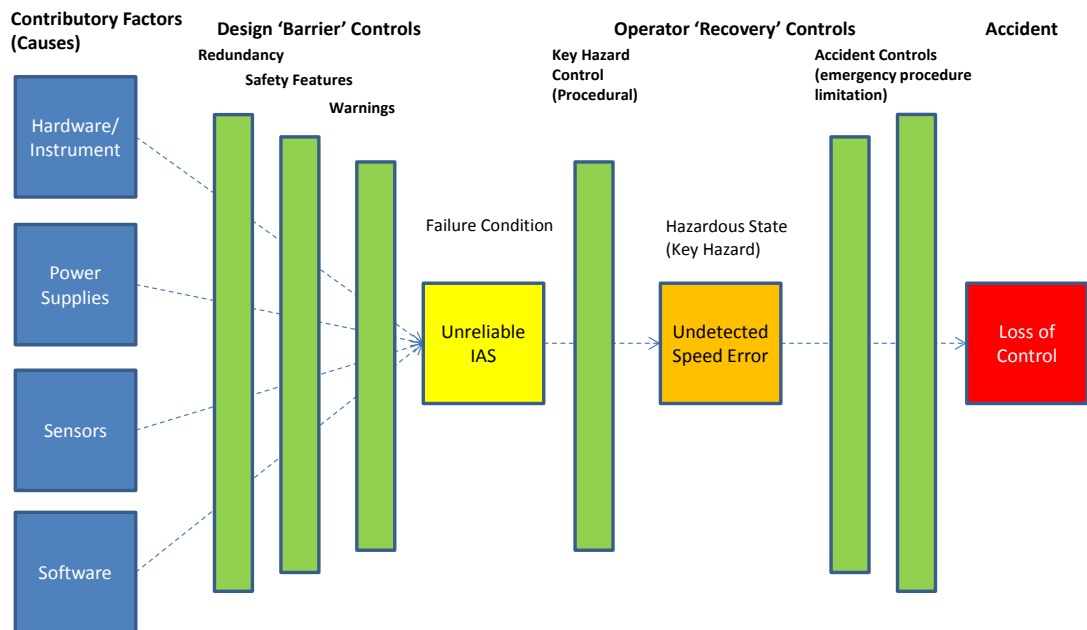 Contributory Factors
(Causes)
Design ‘Barrier’ Controls
Operator ‘Recovery’ Controls
Accident
Redundancy
Safety Features
Warnings
Key Hazard
Control
(Procedural)
Accident Controls
(emergency procedure
limitation)
Hardware/
Instrument
Power
Supplies
Sensors
Software
Failure Condition
Unreliable
IAS
Hazardous State
(Key Hazard)
Undetected
Speed Error
Loss of
Control